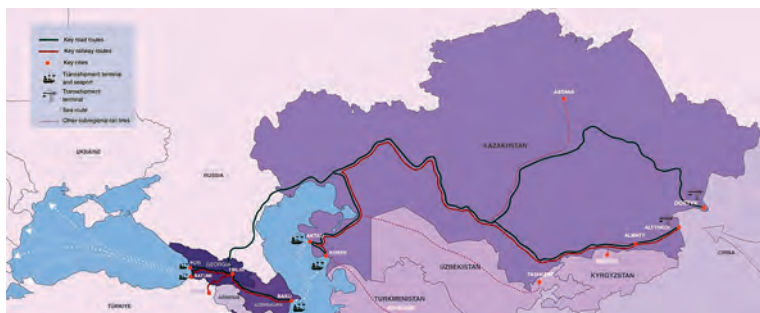 Key road routes
Key railway routes
Key cities
Transshipment terminal
and seaport
Transshipment
terminal
Sea route
Other subregional rail lines
ASTANA
UKRAINE
KAZAKHSTAN
RUSSIA
DOSTYK
AKTAU
ALTYNKOL
ALMATY
POTI
GEORGIA
CHINA
BATUMI
TBILISI
UZBEKISTAN
TASHKENT
KYRGYZSTAN
ARMENIA
BAKU
AZERBAIJAN
TURKMENISTAN
TÜRKIYE